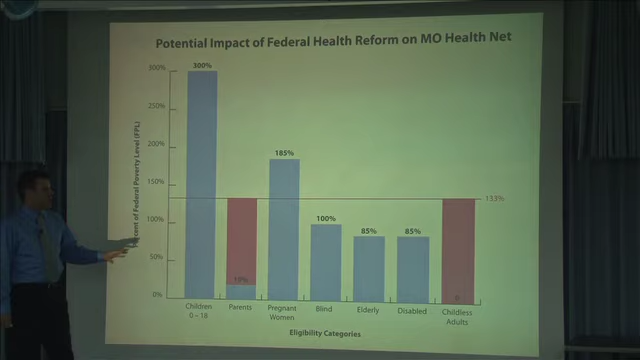 Potential Impact of Federal Health Reform on MO Health Net
Percent of Federal Poverty Level (FPL)
300%
250%
200%
150%
100%
50%
0%
300%
19%
185%
100%
85%
85%
0
133%
Children
0 – 18
Parents
Pregnant
Women
Blind
Elderly
Disabled
Childless
Adults
Eligibility Categories